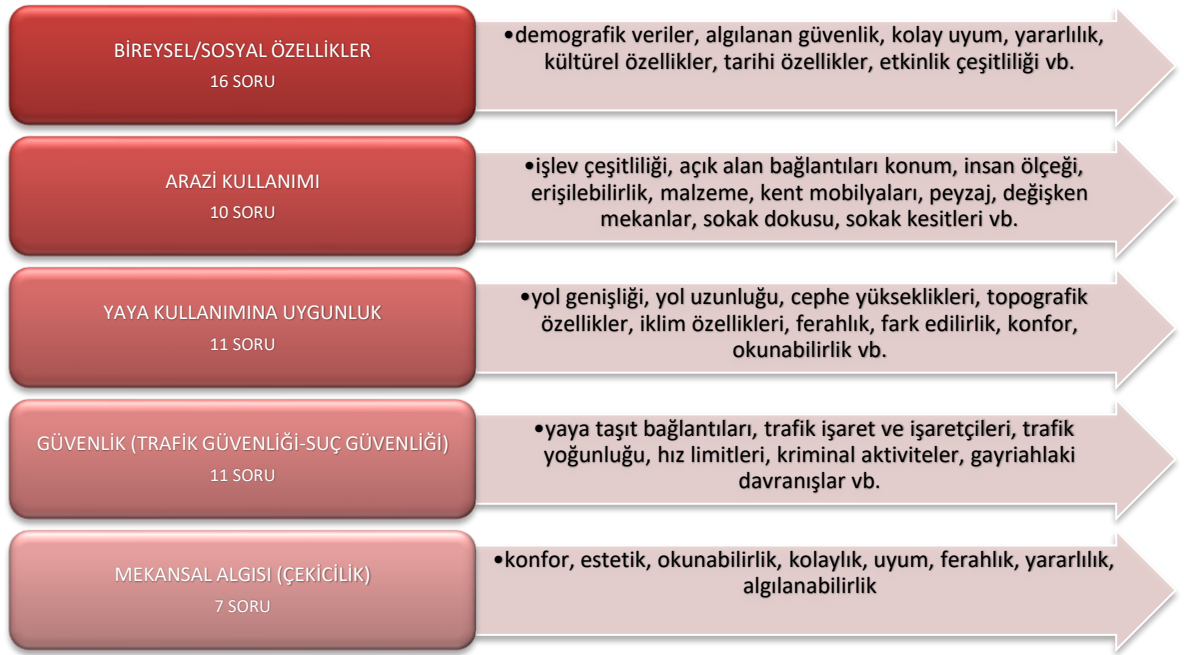 BİREYSEL/SOSYAL ÖZELLİKLER
16 SORU
•demografik veriler, algılanan güvenlik, kolay uyum, yararlılık,
kültürel özellikler, tarihi özellikler, etkinlik çeşitliliği vb.
ARAZİ KULLANIMI
10 SORU
•işlev çeşitliliği, açık alan bağlantıları konum, insan ölçeği,
erişilebilirlik, malzeme, kent mobilyaları, peyzaj, değişken
mekanlar, sokak dokusu, sokak kesitleri vb.
YAYA KULLANIMINA UYGUNLUK
11 SORU
•yol genişliği, yol uzunluğu, cephe yükseklikleri, topografik
özellikler, iklim özellikleri, ferahlık, fark edilirlik, konfor,
okunabilirlik vb.
GÜVENLİK (TRAFİK GÜVENLİĞİ-SUÇ GÜVENLİĞİ)
11 SORU
•yaya taşıt bağlantıları, trafik işaret ve işaretçileri, trafik
yoğunluğu, hız limitleri, kriminal aktiviteler, gayriahlaki
davranışlar vb.
MEKANSAL ALGISI (ÇEKİCİLİK)
7 SORU
•konfor, estetik, okunabilirlik, kolaylık, uyum, ferahlık, yararlılık,
algılanabilirlik